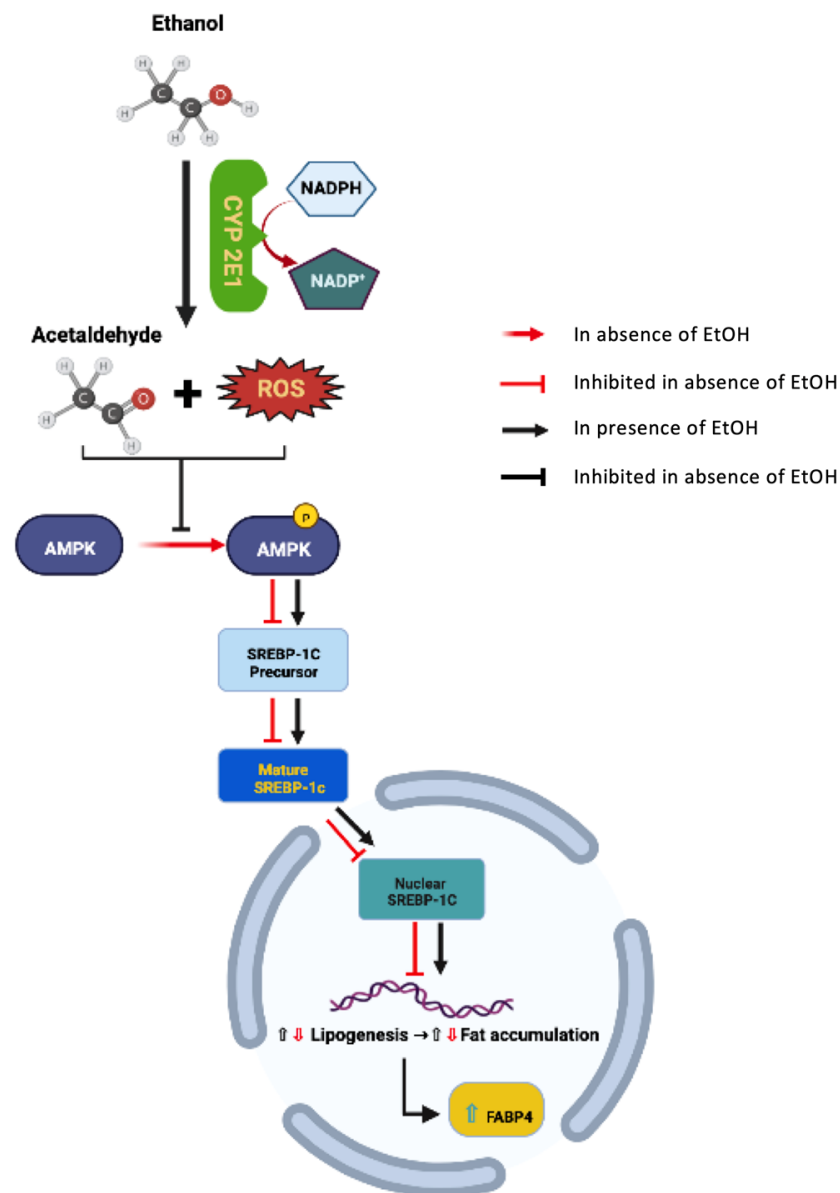 Ethanol
H H
C C O H
H
H H
CYP 2E1
NADPH
NADP+
Acetaldehyde
H H
C C O
H
H
+
ROS
In absence of EtOH
Inhibited in absence of EtOH
In presence of EtOH
Inhibited in absence of EtOH
AMPK
P
AMPK
SREBP-1C
Precursor
Mature
SREBP-1c
Nuclear
SREBP-1C
⇧ ⇩ Lipogenesis → ⇧ ⇩ Fat accumulation
⇧ FABP4